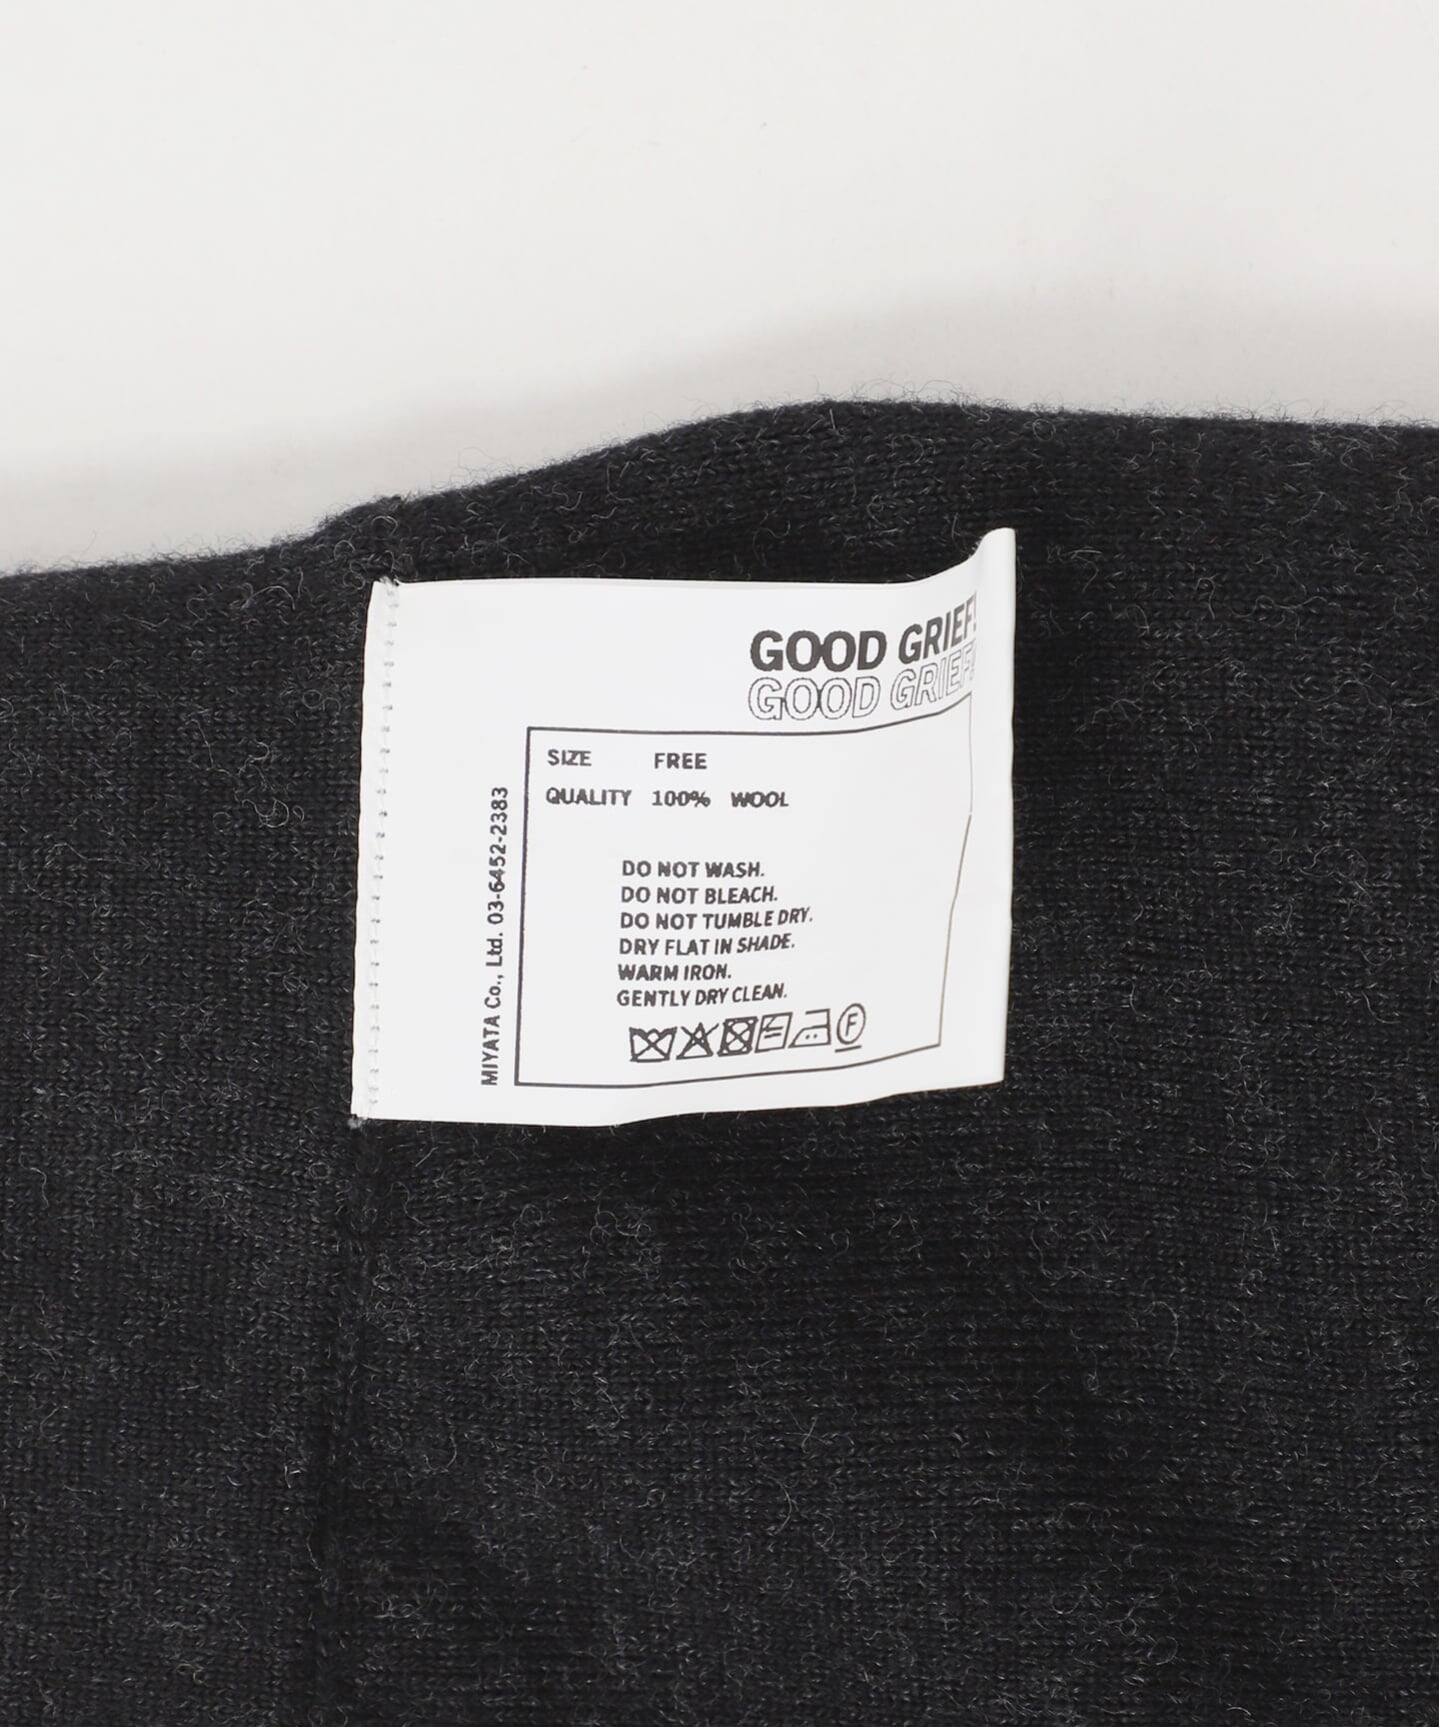 GOOD GRIEF!
GOOD GRIEF!
SIZE FREE
QUALITY 100% WOOL
DO NOT WASH.
DO NOT BLEACH.
DO NOT TUMBLE DRY.
DRY FLAT IN SHADE.
WARM IRON.
GENTLY DRY CLEAN.
F
MIYATA Co., Ltd. 03-6452-2383